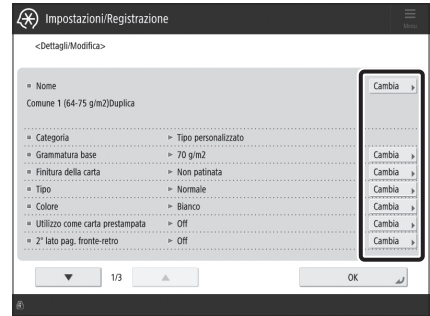 Impostazioni/Registrazione
Menu
<Dettagli/Modifica>
Nome
Cambia
Comune 1 (64-75 g/m2)Duplica
Categoria Tipo personalizzato
Grammatura base 70 g/m2 Cambia
Finitura della carta Non patinata Cambia
Tipo Normale Cambia
Colore Bianco Cambia
Utilizzo come carta prestampata Off Cambia
2° lato pag. fronte-retro Off Cambia
1/3
OK